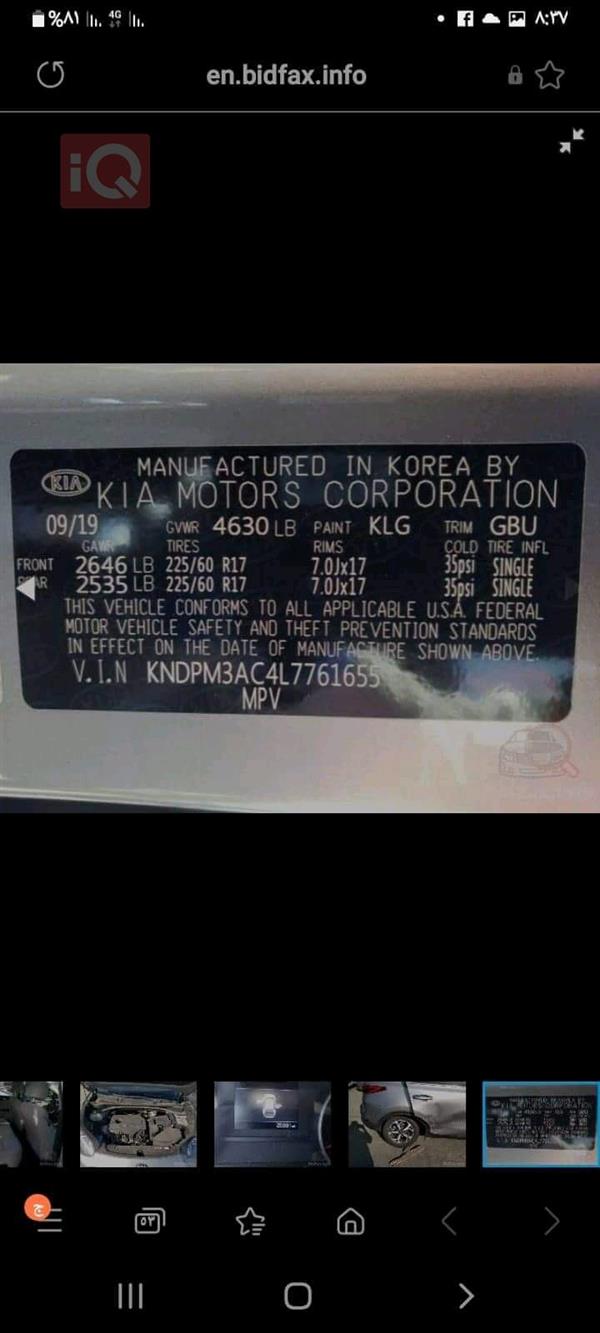 %٨١ 4G ٨:٣٧
en.bidfax.info
iQ
MANUFACTURED IN KOREA BY
KIA KIA MOTORS CORPORATION
09/19 GVWR 4630 LB PAINT KLG TRIM GBU
GAWR TIRES RIMS COLD TIRE INFL
FRONT 2646 LB 225/60 R17 7.0Jx17 35psi SINGLE
REAR 2535 LB 225/60 R17 7.0Jx17 35psi SINGLE
THIS VEHICLE CONFORMS TO ALL APPLICABLE U.S.A. FEDERAL
MOTOR VEHICLE SAFETY AND THEFT PREVENTION STANDARDS
IN EFFECT ON THE DATE OF MANUFACTURE SHOWN ABOVE.
V.I.N KNDPM3AC4L7761655
MPV
ج
٥٣